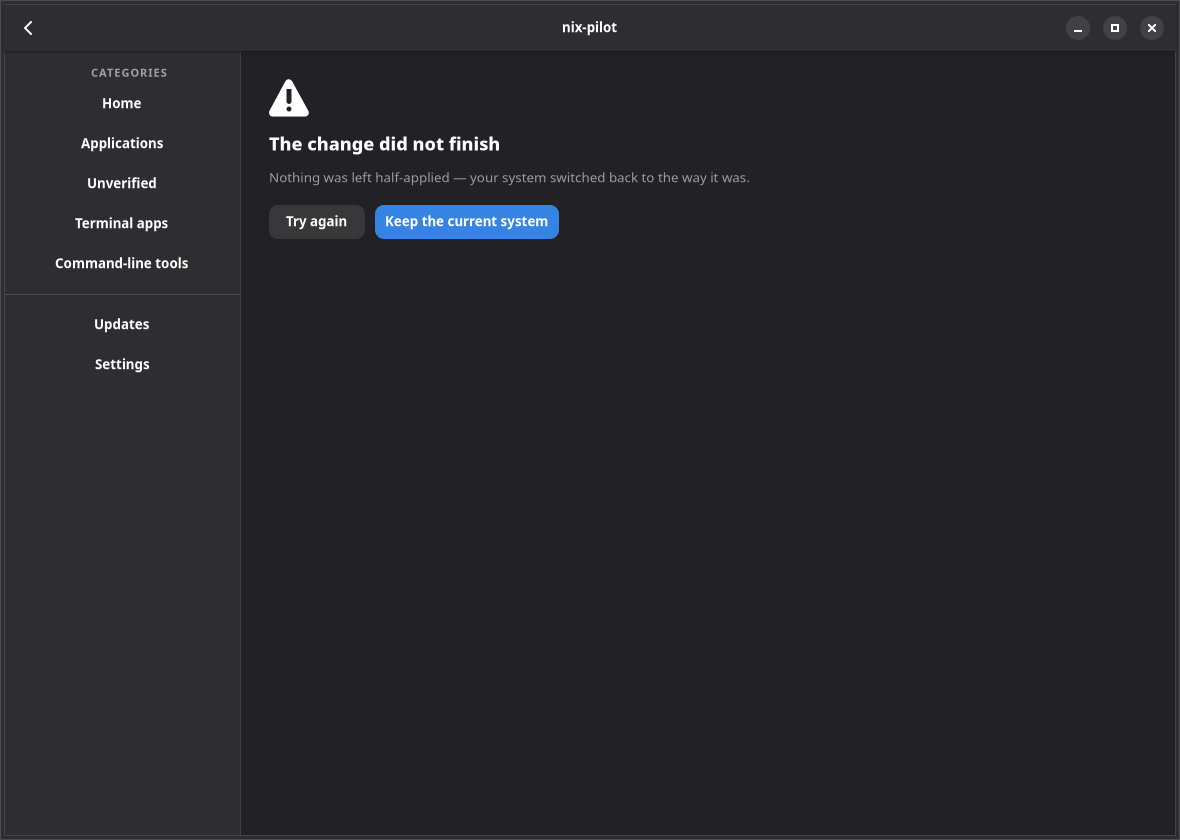 nix-pilot
CATEGORIES
Home
Applications
Unverified
Terminal apps
Command-line tools
Updates
Settings
The change did not finish
Nothing was left half-applied — your system switched back to the way it was.
Try again
Keep the current system